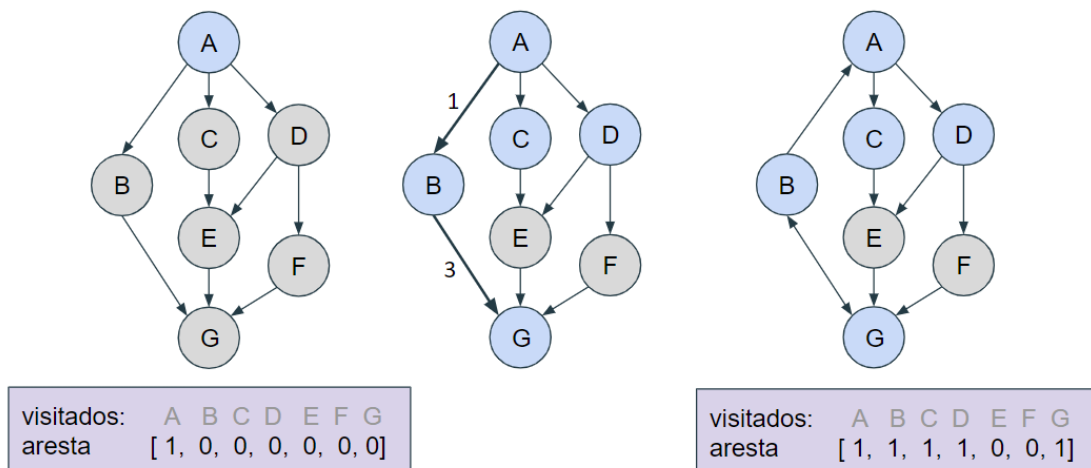 A
C
D
B
E
F
G
A
1
C
D
B
E
F
3
G
A
C
D
B
E
F
G
visitados: A B C D E F G
aresta [ 1, 0, 0, 0, 0, 0, 0]
visitados: A B C D E F G
aresta [ 1, 1, 1, 1, 0, 0, 1]